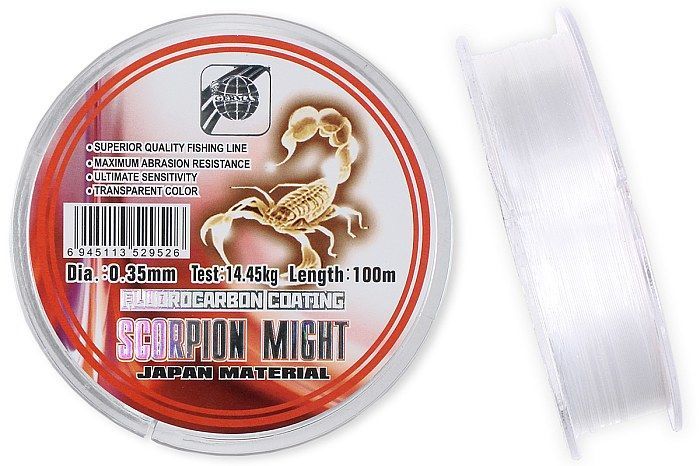 SUPERIOR QUALITY FISHING LINE
MAXIMUM ABRASION RESISTANCE
ULTIMATE SENSITIVITY
TRANSPARENT COLOR
6 945113 529526
Dia.:0.35mm Test:14.45kg Length:100m
FLUOROCARBON COATING
SCORPION MIGHT
JAPAN MATERIAL